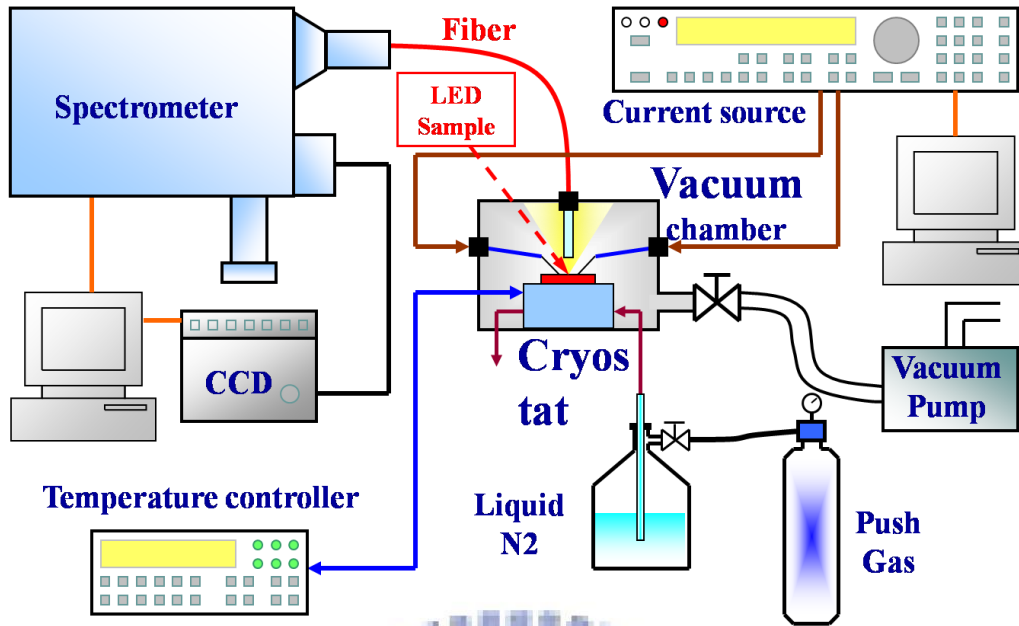 Fiber
Spectrometer
LED
Sample
Current source
Vacuum
chamber
Cryos
tat
CCD
Vacuum
Pump
Temperature controller
Liquid
N2
Push
Gas